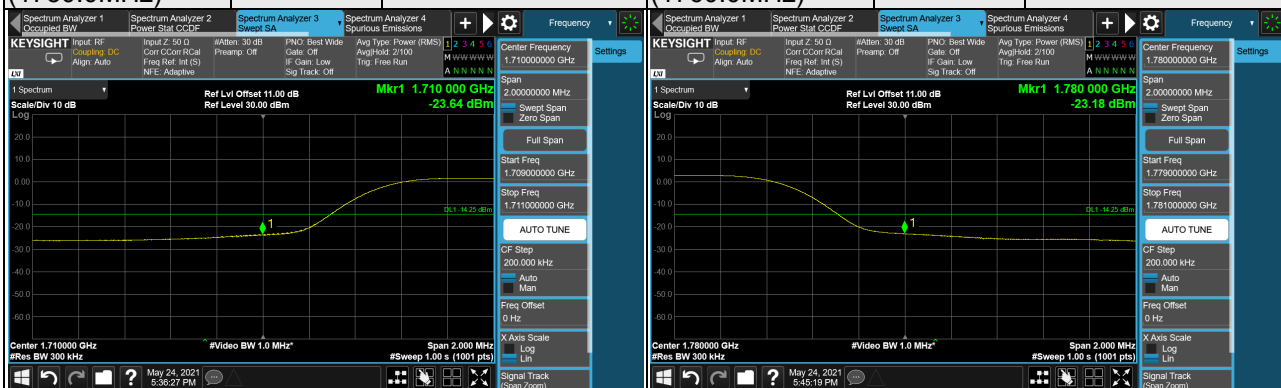 Spectrum Analyzer 1
Occupied BW
Spectrum Analyzer 2
Power Stat CCDF
Spectrum Analyzer 3
Swept SA
Spectrum Analyzer 4
Spurious Emissions
Frequency
KEYSIGHT
Input: RF
Coupling: DC
Align: Auto
Input Z: 50 Ω
Corr CCorr RCal
Freq Ref: Int (S)
NFE: Adaptive
#Atten: 30 dB
Preamp: Off
PNO: Best Wide
Gate: Off
IF Gain: Low
Sig Track: Off
Avg Type: Power (RMS)
Avg|Hold: 2/100
Trig: Free Run
1 2 3 4 5 6
M W W W W W
A N N N N N
LXI
Center Frequency
1.710000000 GHz
Settings
Span
2.00000000 MHz
Swept Span
Zero Span
Full Span
Start Freq
1.709000000 GHz
Stop Freq
1.711000000 GHz
AUTO TUNE
CF Step
200.000 kHz
Auto
Man
Freq Offset
0 Hz
X Axis Scale
Log
Lin
Signal Track
(Span Zoom)
1 Spectrum
Scale/Div 10 dB
Log
Ref Lvl Offset 11.00 dB
Ref Level 30.00 dBm
Mkr1 1.710 000 GHz
-23.64 dBm
20.0
10.0
0.00
-10.0
-20.0
-30.0
-40.0
-50.0
-60.0
DL1 -14.25 dBm
1
Center 1.710000 GHz
#Res BW 300 kHz
#Video BW 1.0 MHz*
Span 2.000 MHz
#Sweep 1.00 s (1001 pts)
?
May 24, 2021
5:36:27 PM
Spectrum Analyzer 1
Occupied BW
Spectrum Analyzer 2
Power Stat CCDF
Spectrum Analyzer 3
Swept SA
Spectrum Analyzer 4
Spurious Emissions
Frequency
KEYSIGHT
Input: RF
Coupling: DC
Align: Auto
Input Z: 50 Ω
Corr CCorr RCal
Freq Ref: Int (S)
NFE: Adaptive
#Atten: 30 dB
Preamp: Off
PNO: Best Wide
Gate: Off
IF Gain: Low
Sig Track: Off
Avg Type: Power (RMS)
Avg|Hold: 2/100
Trig: Free Run
1 2 3 4 5 6
M W W W W W
A N N N N N
LXI
Center Frequency
1.780000000 GHz
Settings
Span
2.00000000 MHz
Swept Span
Zero Span
Full Span
Start Freq
1.779000000 GHz
Stop Freq
1.781000000 GHz
AUTO TUNE
CF Step
200.000 kHz
Auto
Man
Freq Offset
0 Hz
X Axis Scale
Log
Lin
Signal Track
(Span Zoom)
1 Spectrum
Scale/Div 10 dB
Log
Ref Lvl Offset 11.00 dB
Ref Level 30.00 dBm
Mkr1 1.780 000 GHz
-23.18 dBm
20.0
10.0
0.00
-10.0
-20.0
-30.0
-40.0
-50.0
-60.0
DL1 -14.25 dBm
1
Center 1.780000 GHz
#Res BW 300 kHz
#Video BW 1.0 MHz*
Span 2.000 MHz
#Sweep 1.00 s (1001 pts)
?
May 24, 2021
5:45:19 PM